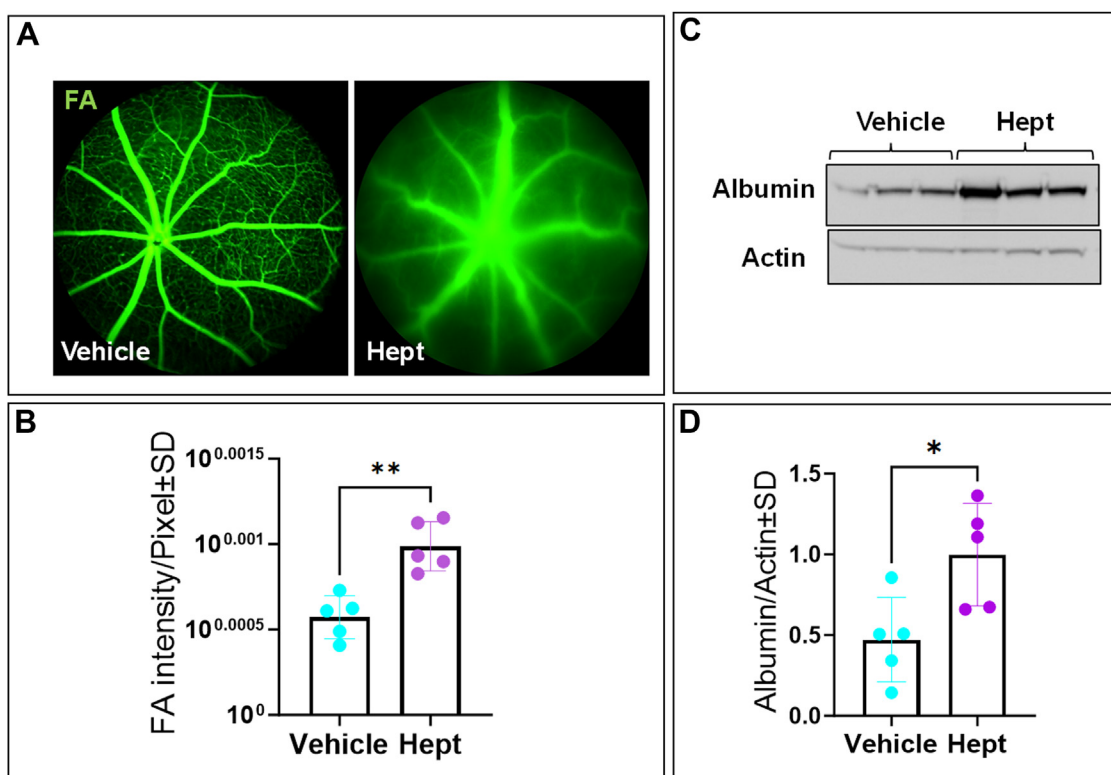 A
FA
Vehicle
Hept
B
FA intensity/Pixel±SD
10^0.0015
10^0.001
10^0.0005
10^0
**
Vehicle Hept
C
Vehicle Hept
Albumin
Actin
D
Albumin/Actin±SD
1.5
1.0
0.5
0.0
*
Vehicle Hept